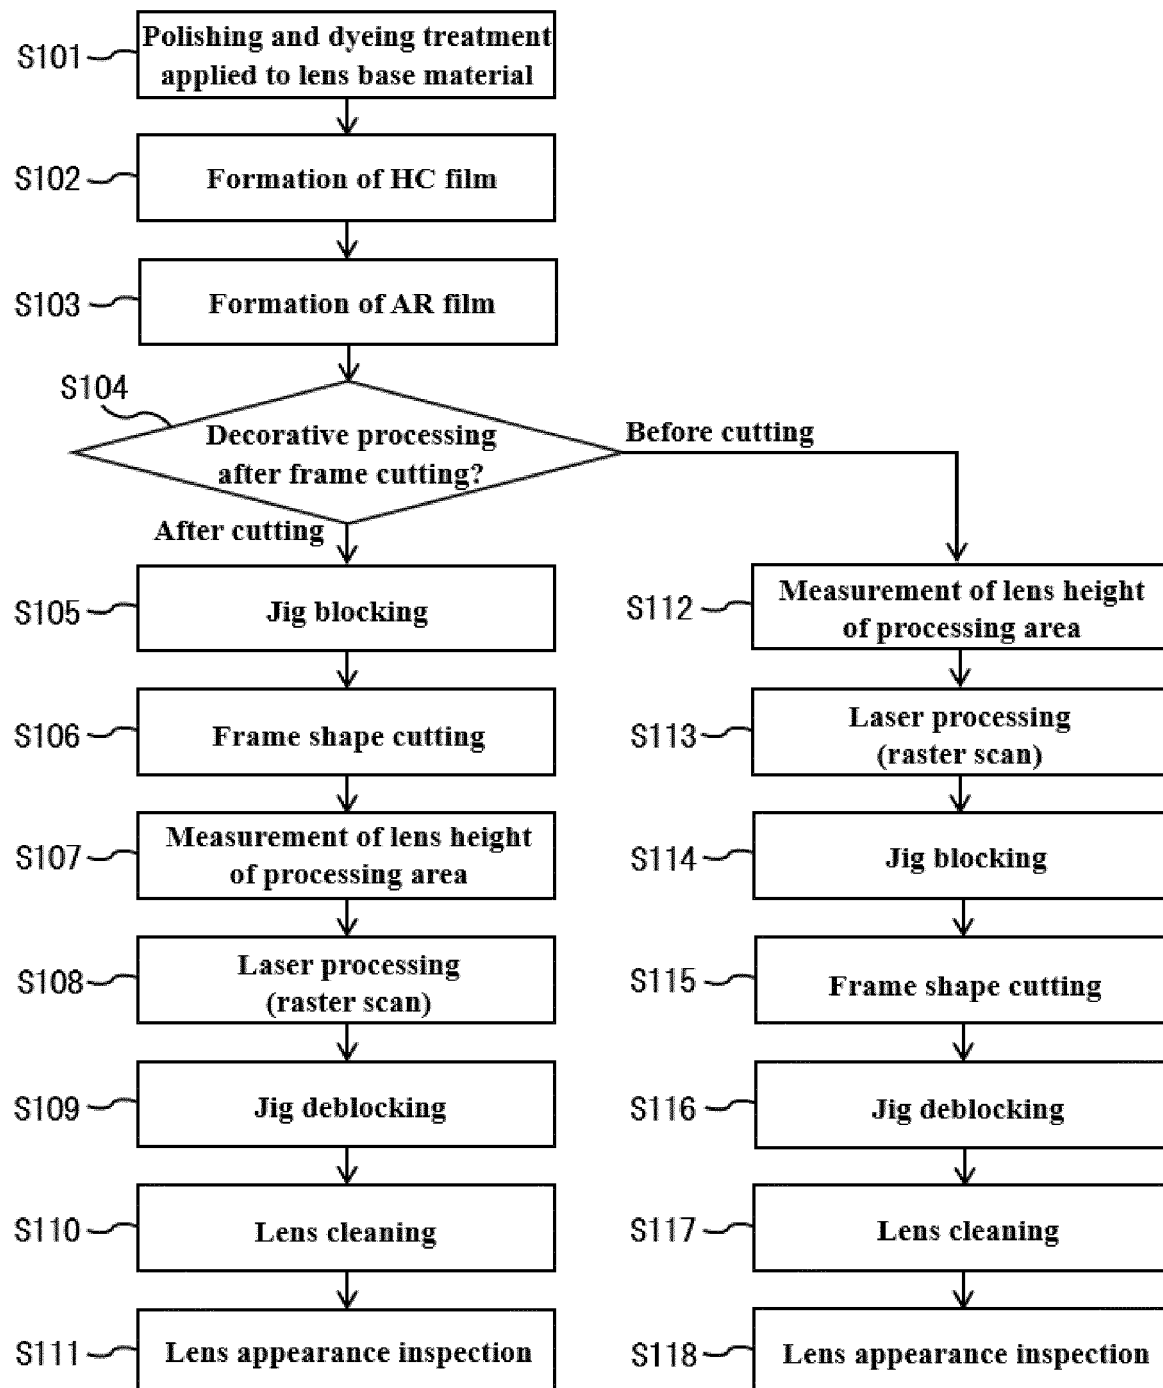 S101
Polishing and dyeing treatment
applied to lens base material
S102
Formation of HC film
S103
Formation of AR film
S104
Decorative processing
after frame cutting?
Before cutting
After cutting
S105
Jig blocking
S106
Frame shape cutting
S107
Measurement of lens height
of processing area
S108
Laser processing
(raster scan)
S109
Jig deblocking
S110
Lens cleaning
S111
Lens appearance inspection
S112
Measurement of lens height
of processing area
S113
Laser processing
(raster scan)
S114
Jig blocking
S115
Frame shape cutting
S116
Jig deblocking
S117
Lens cleaning
S118
Lens appearance inspection